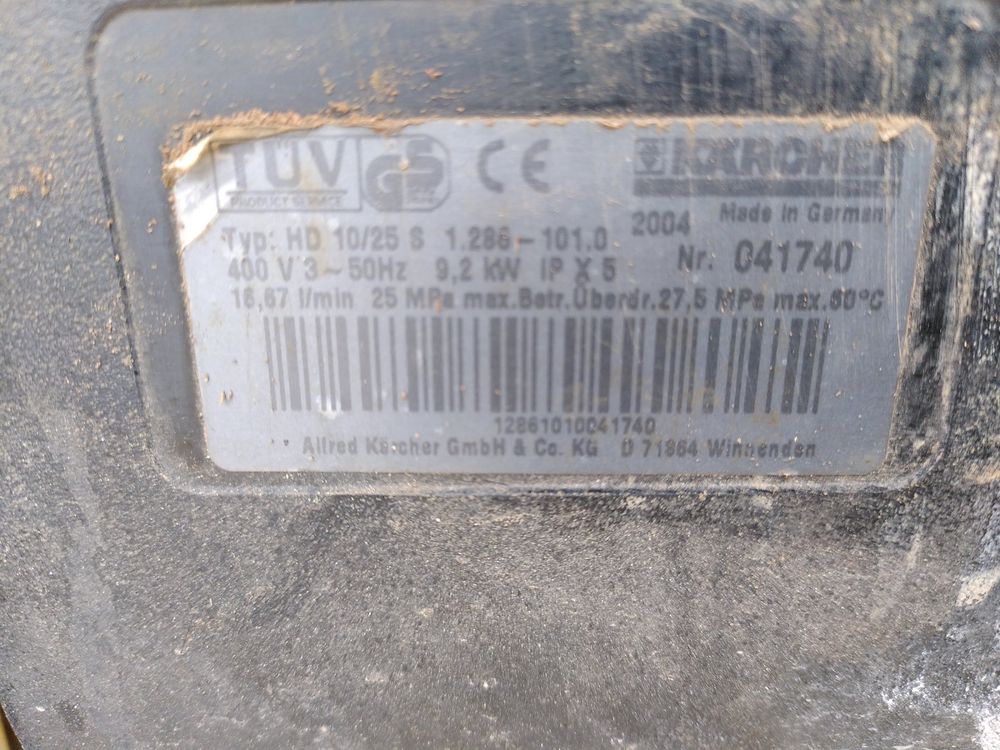 TÜV
PRODUCT SERVICE
GS
CE
KÄRCHER
2004 Made in Germany
Typ: HD 10/25 S 1.286-101.0
Nr. 041740
400 V 3~50Hz 9,2 kW IP X 5
16,67 l/min 25 MPa max.Betr.Überdr.27,5 MPa max.60°C
12861010041740
Alfred Kärcher GmbH & Co. KG D 71364 Winnenden